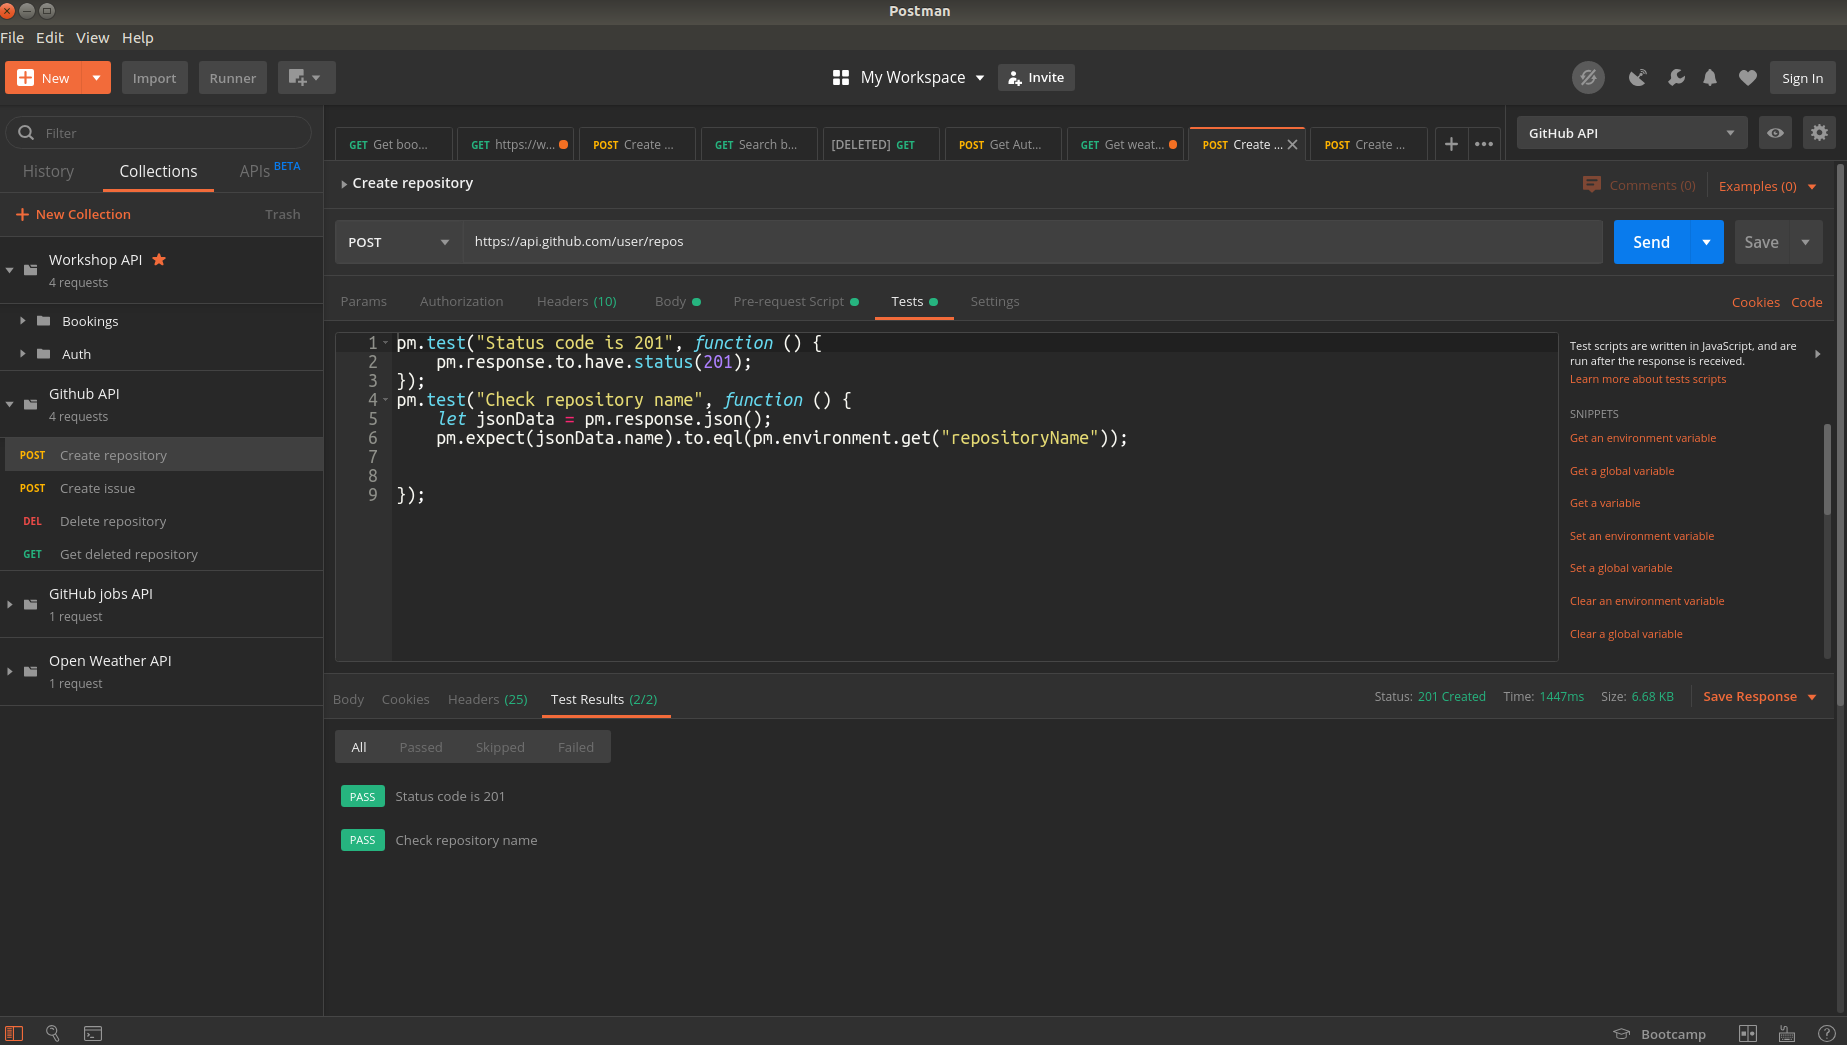 Postman
File Edit View Help
New Import Runner My Workspace Invite Sign In
Filter
History Collections APIs BETA
New Collection Trash
Workshop API
4 requests
Bookings
Auth
Github API
4 requests
POST Create repository
POST Create issue
DEL Delete repository
GET Get deleted repository
GitHub jobs API
1 request
Open Weather API
1 request
GET Get boo... GET https://w... POST Create ... GET Search b... [DELETED] GET POST Get Aut... GET Get weat... POST Create ... POST Create ... GitHub API
Create repository Comments (0) Examples (0)
POST https://api.github.com/user/repos Send Save
Params Authorization Headers (10) Body Pre-request Script Tests Settings Cookies Code
1 pm.test("Status code is 201", function () {
2 pm.response.to.have.status(201);
3 });
4 pm.test("Check repository name", function () {
5 let jsonData = pm.response.json();
6 pm.expect(jsonData.name).to.eql(pm.environment.get("repositoryName"));
7
8
9 });
Test scripts are written in JavaScript, and are
run after the response is received.
Learn more about tests scripts
SNIPPETS
Get an environment variable
Get a global variable
Get a variable
Set an environment variable
Set a global variable
Clear an environment variable
Clear a global variable
Body Cookies Headers (25) Test Results (2/2) Status: 201 Created Time: 1447ms Size: 6.68 KB Save Response
All Passed Skipped Failed
PASS Status code is 201
PASS Check repository name
Bootcamp